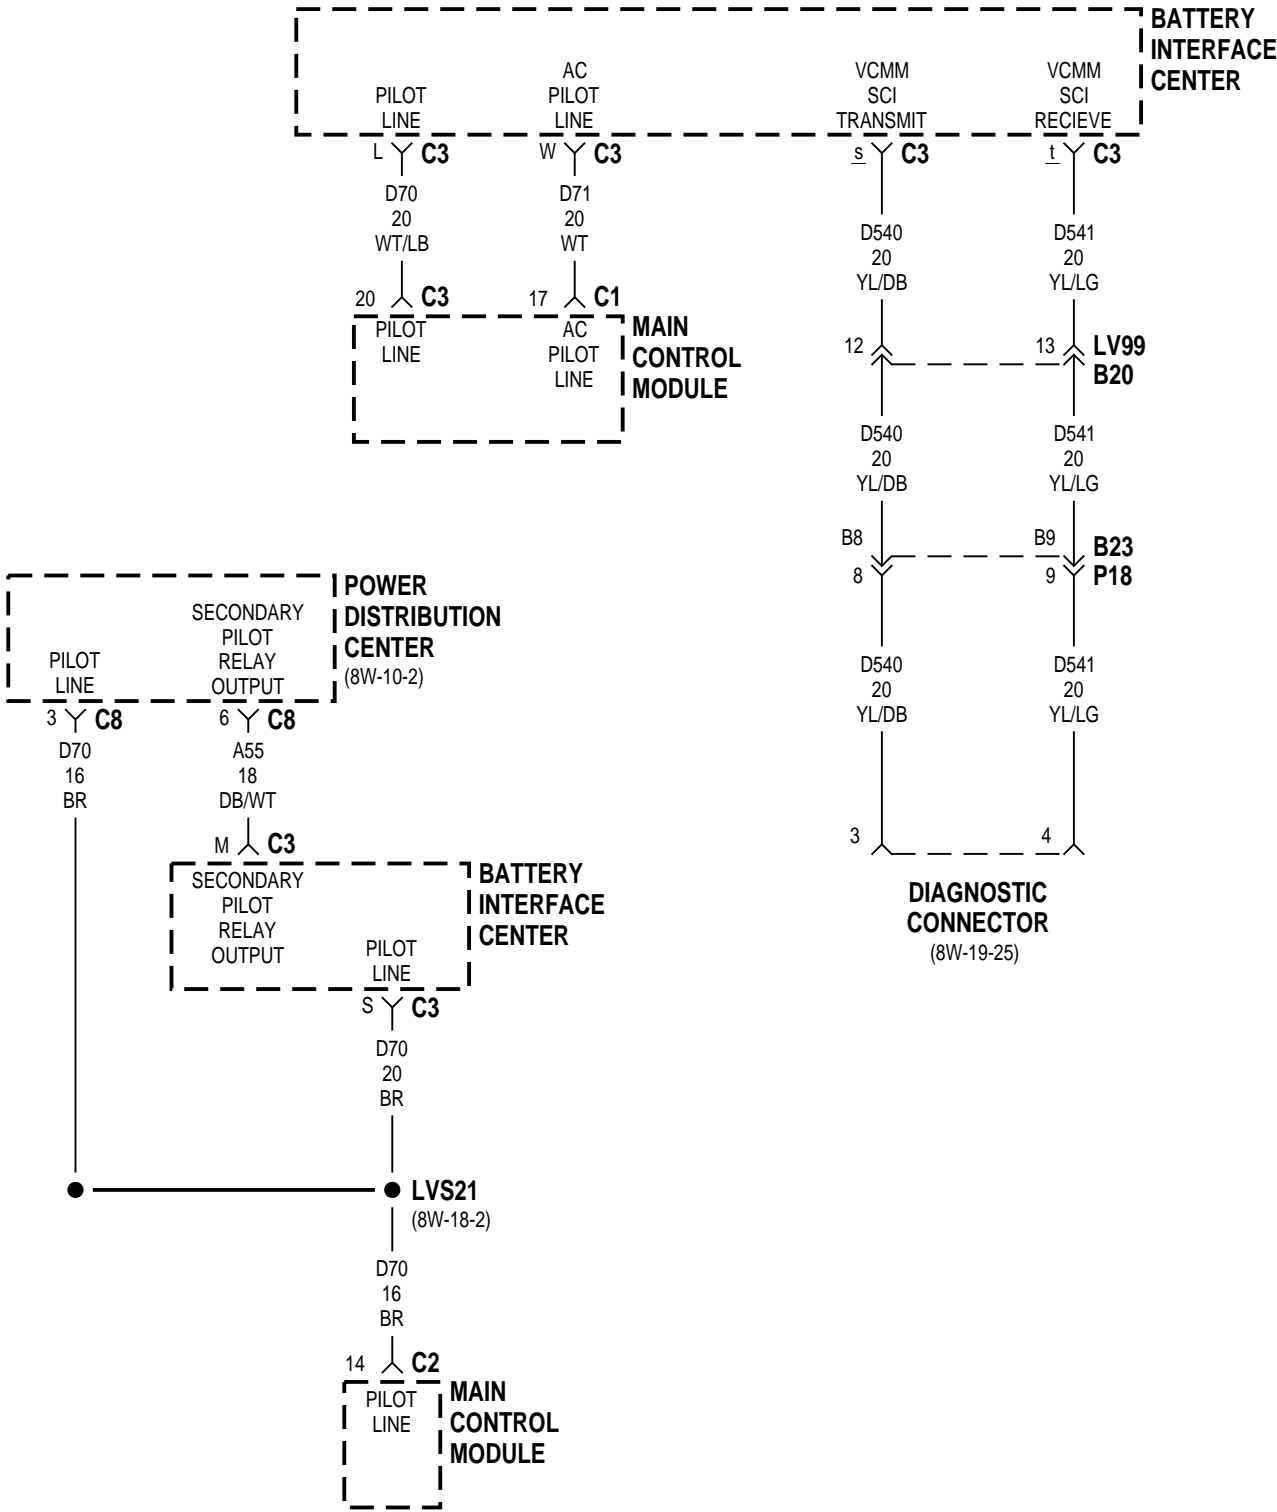 BATTERY
INTERFACE
CENTER
PILOT
LINE
AC
PILOT
LINE
VCMM
SCI
TRANSMIT
VCMM
SCI
RECIEVE
L C3
W C3
s C3
t C3
D70
20
WT/LB
D71
20
WT
D540
20
YL/DB
D541
20
YL/LG
20 C3
17 C1
PILOT
LINE
AC
PILOT
LINE
MAIN
CONTROL
MODULE
12
13
LV99
B20
D540
20
YL/DB
D541
20
YL/LG
B8
B9
B23
8
9
P18
D540
20
YL/DB
D541
20
YL/LG
3
4
DIAGNOSTIC
CONNECTOR
(8W-19-25)
POWER
DISTRIBUTION
CENTER
(8W-10-2)
PILOT
LINE
SECONDARY
PILOT
RELAY
OUTPUT
3 C8
6 C8
D70
16
BR
A55
18
DB/WT
M C3
SECONDARY
PILOT
RELAY
OUTPUT
PILOT
LINE
BATTERY
INTERFACE
CENTER
S C3
D70
20
BR
LVS21
(8W-18-2)
D70
16
BR
14 C2
PILOT
LINE
MAIN
CONTROL
MODULE